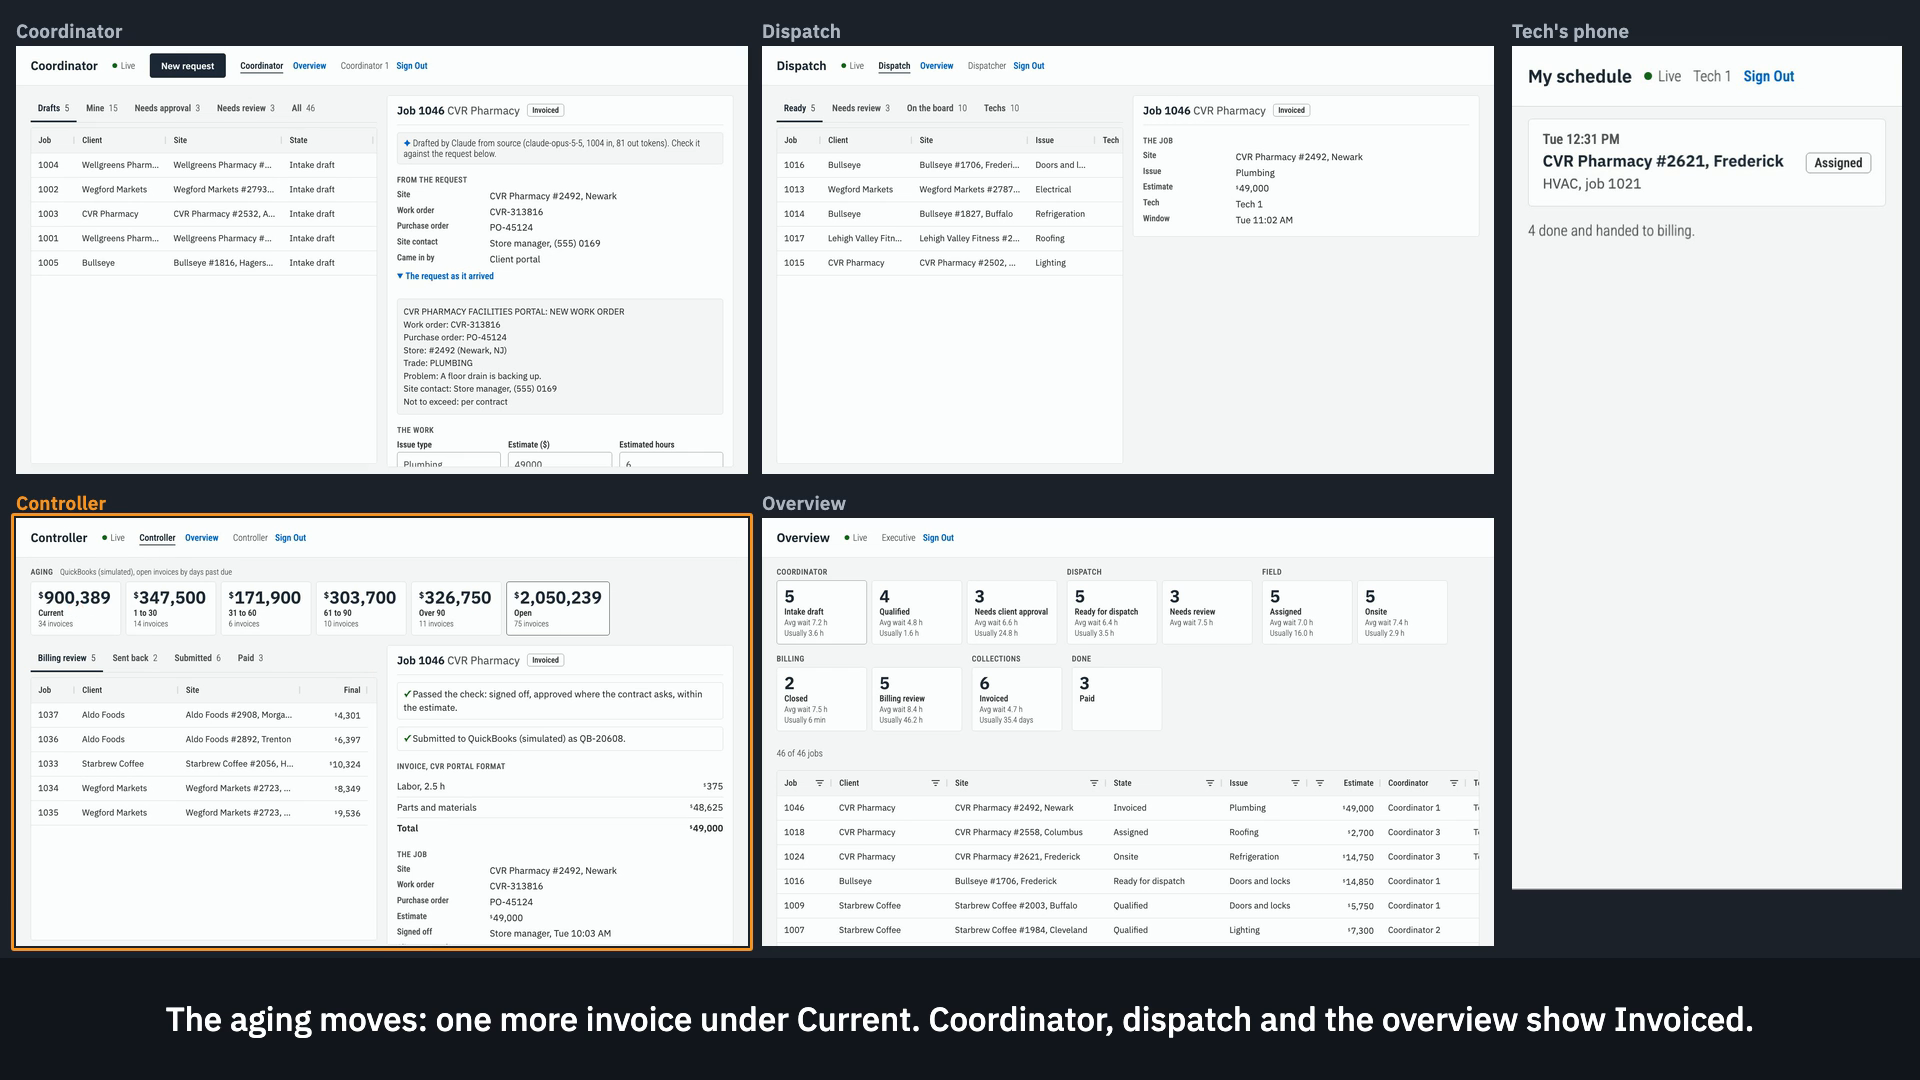 Coordinator
Coordinator Live New request Coordinator Overview Coordinator 1 Sign Out
Drafts 5 Mine 15 Needs approval 3 Needs review 3 All 46
Job Client Site State
1004 Wellgreens Pharm... Wellgreens Pharmacy #... Intake draft
1002 Wegford Markets Wegford Markets #2793... Intake draft
1003 CVR Pharmacy CVR Pharmacy #2532, A... Intake draft
1001 Wellgreens Pharm... Wellgreens Pharmacy #... Intake draft
1005 Bullseye Bullseye #1816, Hagers... Intake draft
Job 1046 CVR Pharmacy Invoiced
Drafted by Claude from source (claude-opus-5-5, 1004 in, 81 out tokens). Check it
against the request below.
FROM THE REQUEST
Site CVR Pharmacy #2492, Newark
Work order CVR-313816
Purchase order PO-45124
Site contact Store manager, (555) 0169
Came in by Client portal
▼ The request as it arrived
CVR PHARMACY FACILITIES PORTAL: NEW WORK ORDER
Work order: CVR-313816
Purchase order: PO-45124
Store: #2492 (Newark, NJ)
Trade: PLUMBING
Problem: A floor drain is backing up.
Site contact: Store manager, (555) 0169
Not to exceed: per contract
THE WORK
Issue type Estimate ($) Estimated hours
Plumbing 49000 6
Dispatch
Dispatch Live Dispatch Overview Dispatcher Sign Out
Ready 5 Needs review 3 On the board 10 Techs 10
Job Client Site Issue Tech
1016 Bullseye Bullseye #1706, Frederi... Doors and l...
1013 Wegford Markets Wegford Markets #2787... Electrical
1014 Bullseye Bullseye #1827, Buffalo Refrigeration
1017 Lehigh Valley Fitn... Lehigh Valley Fitness #2... Roofing
1015 CVR Pharmacy CVR Pharmacy #2502, ... Lighting
Job 1046 CVR Pharmacy Invoiced
THE JOB
Site CVR Pharmacy #2492, Newark
Issue Plumbing
Estimate $49,000
Tech Tech 1
Window Tue 11:02 AM
Tech's phone
My schedule Live Tech 1 Sign Out
Tue 12:31 PM
CVR Pharmacy #2621, Frederick Assigned
HVAC, job 1021
4 done and handed to billing.
Controller
Controller Live Controller Overview Controller Sign Out
AGING QuickBooks (simulated), open invoices by days past due
$900,389 $347,500 $171,900 $303,700 $326,750 $2,050,239
Current 1 to 30 31 to 60 61 to 90 Over 90 Open
34 invoices 14 invoices 6 invoices 10 invoices 11 invoices 75 invoices
Billing review 5 Sent back 2 Submitted 6 Paid 3
Job Client Site Final
1037 Aldo Foods Aldo Foods #2908, Morga... $4,301
1036 Aldo Foods Aldo Foods #2892, Trenton $6,397
1033 Starbrew Coffee Starbrew Coffee #2056, H... $10,324
1034 Wegford Markets Wegford Markets #2723, ... $8,349
1035 Wegford Markets Wegford Markets #2723, ... $9,536
Job 1046 CVR Pharmacy Invoiced
✓Passed the check: signed off, approved where the contract asks, within
the estimate.
✓Submitted to QuickBooks (simulated) as QB-20608.
INVOICE, CVR PORTAL FORMAT
Labor, 2.5 h $375
Parts and materials $48,625
Total $49,000
THE JOB
Site CVR Pharmacy #2492, Newark
Work order CVR-313816
Purchase order PO-45124
Estimate $49,000
Signed off Store manager, Tue 10:03 AM
Overview
Overview Live Executive Sign Out
COORDINATOR DISPATCH FIELD
5 4 3 5 3 5 5
Intake draft Qualified Needs client approval Ready for dispatch Needs review Assigned Onsite
Avg wait 7.2 h Avg wait 4.8 h Avg wait 6.6 h Avg wait 6.4 h Avg wait 7.5 h Avg wait 7.0 h Avg wait 7.4 h
Usually 3.6 h Usually 1.6 h Usually 24.8 h Usually 3.5 h Usually 16.0 h Usually 2.9 h
BILLING COLLECTIONS DONE
2 5 6 3
Closed Billing review Invoiced Paid
Avg wait 7.5 h Avg wait 8.4 h Avg wait 4.7 h
Usually 6 min Usually 46.2 h Usually 35.4 days
46 of 46 jobs
Job Client Site State Issue Estimate Coordinator
1046 CVR Pharmacy CVR Pharmacy #2492, Newark Invoiced Plumbing $49,000 Coordinator 1
1018 CVR Pharmacy CVR Pharmacy #2558, Columbus Assigned Roofing $2,700 Coordinator 3
1024 CVR Pharmacy CVR Pharmacy #2621, Frederick Onsite Refrigeration $14,750 Coordinator 3
1016 Bullseye Bullseye #1706, Frederick Ready for dispatch Doors and locks $14,850 Coordinator 1
1009 Starbrew Coffee Starbrew Coffee #2003, Buffalo Qualified Doors and locks $5,750 Coordinator 1
1007 Starbrew Coffee Starbrew Coffee #1984, Cleveland Qualified Lighting $7,300 Coordinator 2
The aging moves: one more invoice under Current. Coordinator, dispatch and the overview show Invoiced.